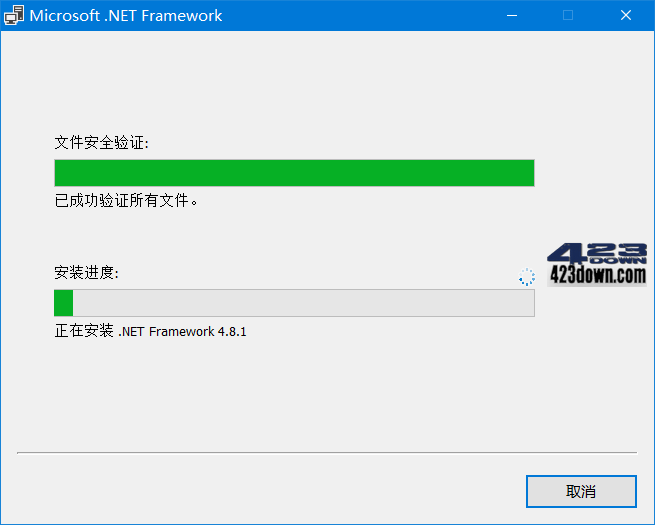 Microsoft .NET Framework
文件安全验证:
已成功验证所有文件。
423
DOWN
423down.com
安装进度:
正在安装 .NET Framework 4.8.1
取消